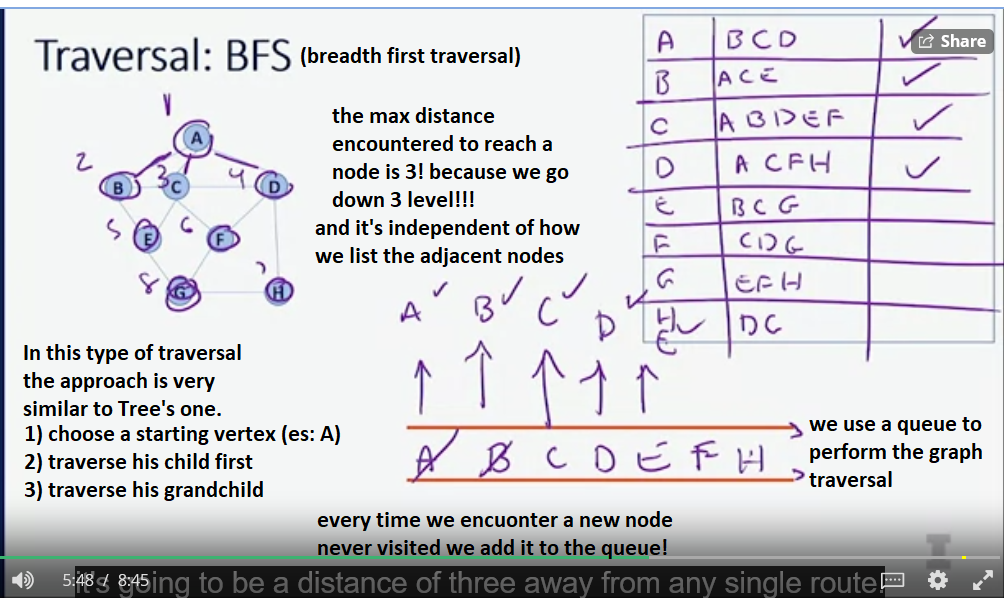 Traversal: BFS (breadth first traversal)
Share
A BCD ✓
B ACE ✓
C ABDEF ✓
D ACFH ✓
E BCG
F CDG
G EFH
H DG
1
A
2 B 3 C 4 D
5 E 6 F
8 G H
the max distance
encountered to reach a
node is 3! because we go
down 3 level!!!
and it's independent of how
we list the adjacent nodes
A ✓ B ✓ C ✓ D ✓ E ✓
In this type of traversal
the approach is very
similar to Tree's one.
1) choose a starting vertex (es: A)
2) traverse his child first
3) traverse his grandchild
A B C D E F H
we use a queue to
perform the graph
traversal
every time we encuonter a new node
never visited we add it to the queue!
5:48 / 8:45
it's going to be a distance of three away from any single route.